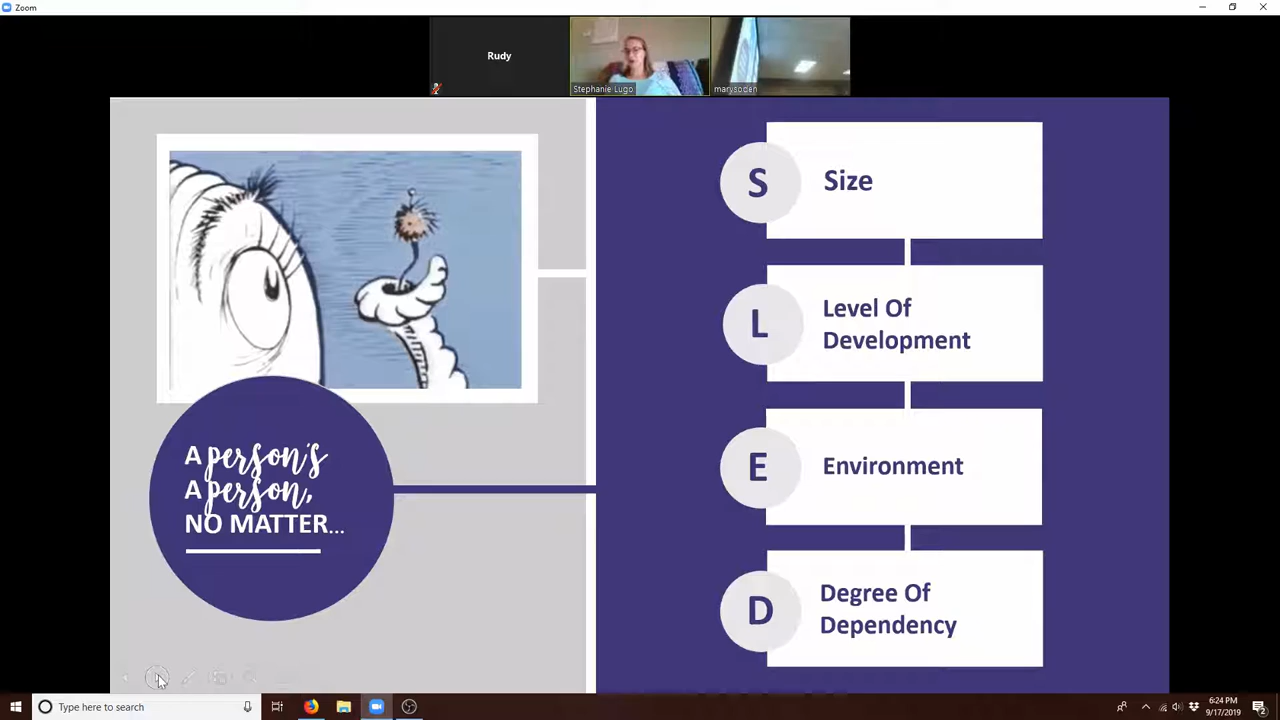 Zoom
Rudy
Stephanie Lugo
marysoden
S
Size
L
Level Of
Development
E
Environment
D
Degree Of
Dependency
A person's
A person,
NO MATTER...
Type here to search
6:24 PM
9/17/2019
2